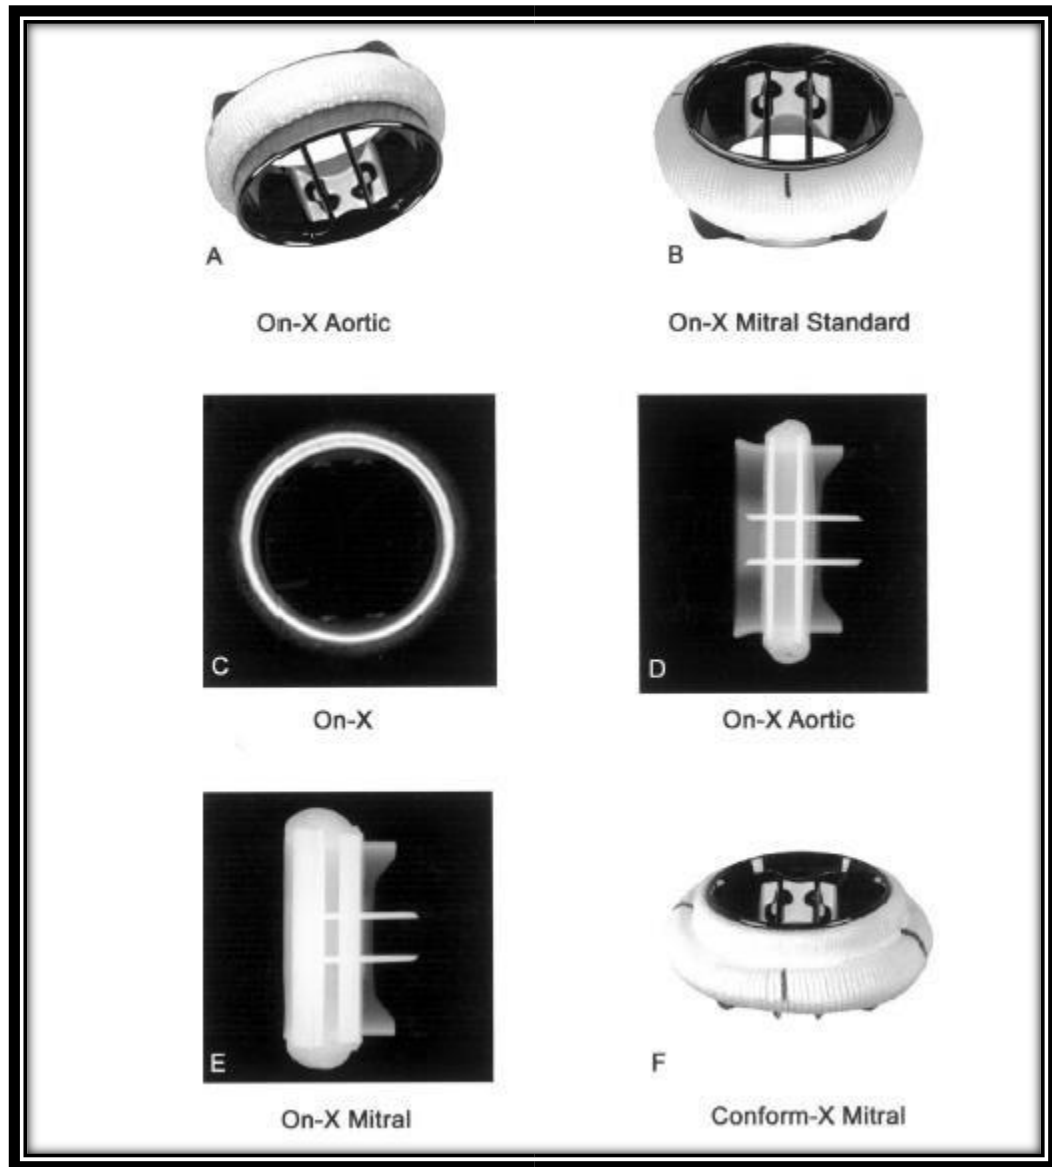 A
B
On-X Aortic
On-X Mitral Standard
C
D
On-X
On-X Aortic
E
F
On-X Mitral
Conform-X Mitral